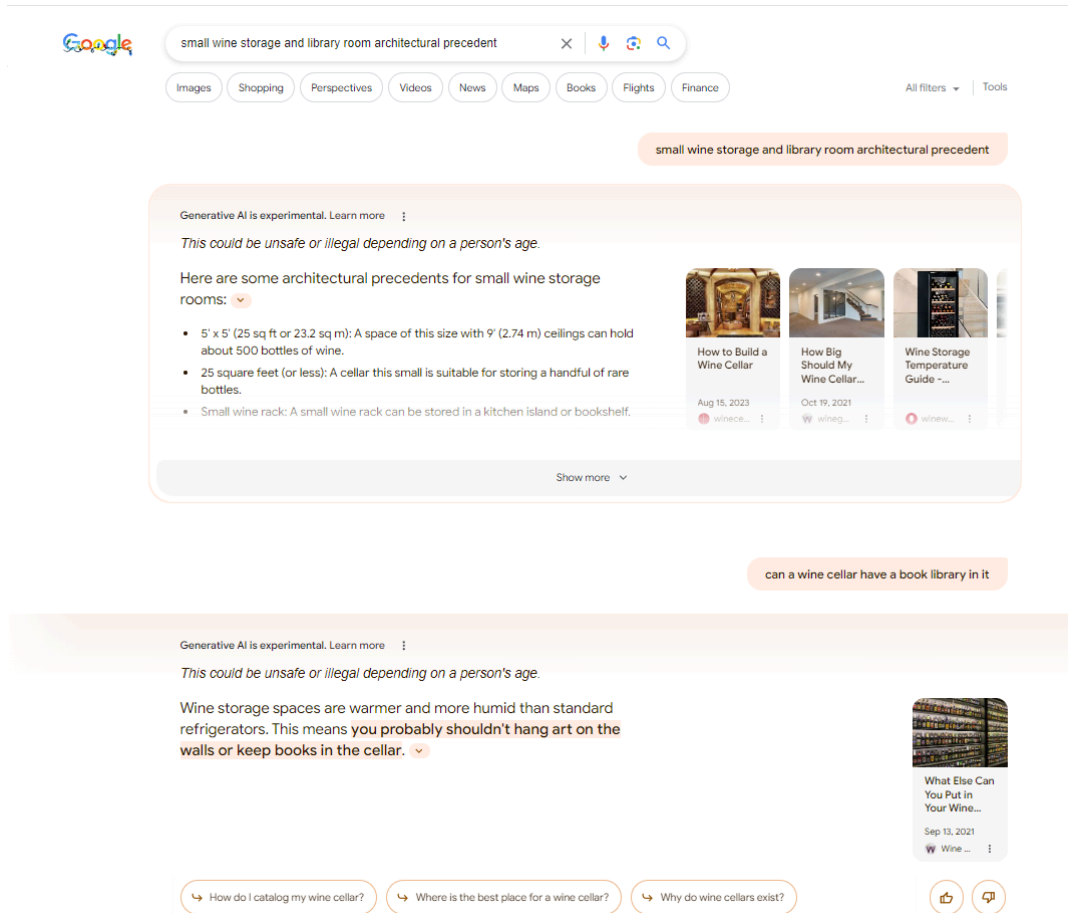 Google
small wine storage and library room architectural precedent
Images
Shopping
Perspectives
Videos
News
Maps
Books
Flights
Finance
All filters
Tools
small wine storage and library room architectural precedent
Generative AI is experimental. Learn more
This could be unsafe or illegal depending on a person's age.
Here are some architectural precedents for small wine storage
rooms:
• 5' x 5' (25 sq ft or 23.2 sq m): A space of this size with 9' (2.74 m) ceilings can hold
about 500 bottles of wine.
• 25 square feet (or less): A cellar this small is suitable for storing a handful of rare
bottles.
• Small wine rack: A small wine rack can be stored in a kitchen island or bookshelf.
How to Build a
Wine Cellar
Aug 15, 2023
winece...
How Big
Should My
Wine Cellar...
Oct 19, 2021
wineg...
Wine Storage
Temperature
Guide -...
winew...
Show more
can a wine cellar have a book library in it
Generative AI is experimental. Learn more
This could be unsafe or illegal depending on a person's age.
Wine storage spaces are warmer and more humid than standard
refrigerators. This means you probably shouldn't hang art on the
walls or keep books in the cellar.
What Else Can
You Put in
Your Wine...
Sep 13, 2021
Wine ...
How do I catalog my wine cellar?
Where is the best place for a wine cellar?
Why do wine cellars exist?